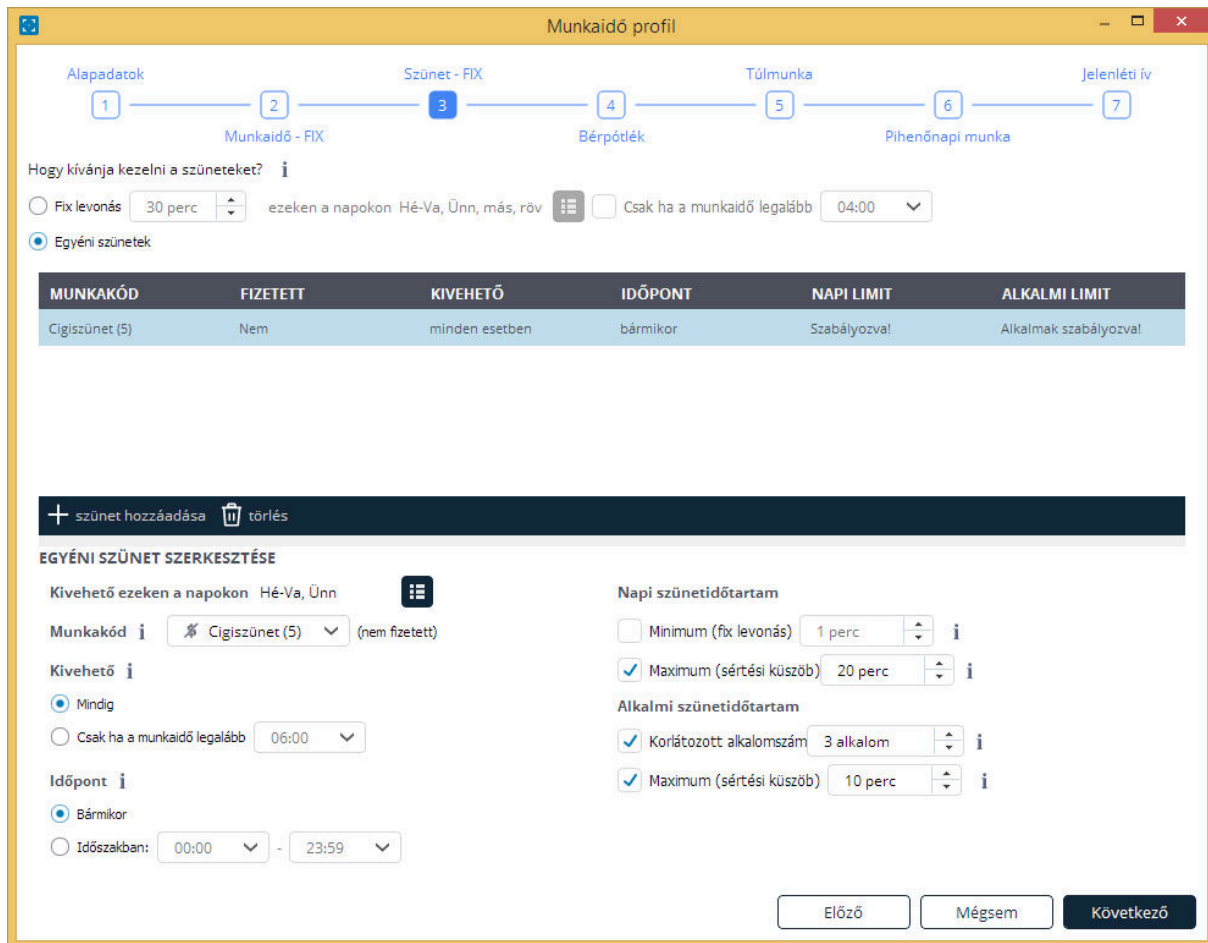 Munkaidő profil
Alapadatok Szünet - FIX Túlmunka Jelenléti ív
1 2 3 4 5 6 7
Munkaidő - FIX Bérpótlék Pihenőnapi munka
Hogy kívánja kezelni a szüneteket? i
Fix levonás 30 perc ezeken a napokon Hé-Va, Ünn, más, röv Csak ha a munkaidő legalább 04:00
Egyéni szünetek
MUNKAKÓD FIZETETT KIVEHETŐ IDŐPONT NAPI LIMIT ALKALMI LIMIT
Cigiszünet (5) Nem minden esetben bármikor Szabályozva! Alkalmak szabályozva!
szünet hozzáadása törlés
EGYÉNI SZÜNET SZERKESZTÉSE
Kivehető ezeken a napokon Hé-Va, Ünn
Munkakód i Cigiszünet (5) (nem fizetett)
Kivehető i
Mindig
Csak ha a munkaidő legalább 06:00
Időpont i
Bármikor
Időszakban: 00:00 - 23:59
Napi szünetidőtartam
Minimum (fix levonás) 1 perc i
Maximum (sértési küszöb) 20 perc i
Alkalmi szünetidőtartam
Korlátozott alkalomszám 3 alkalom i
Maximum (sértési küszöb) 10 perc i
Előző Mégsem Következő